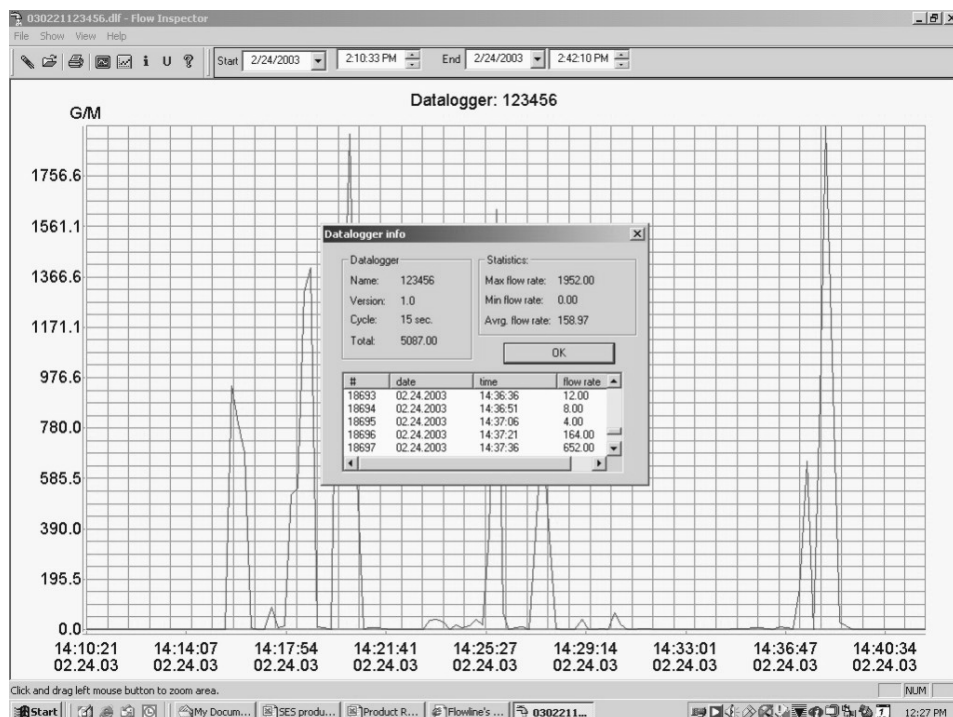 030221123456.dlf - Flow Inspector
File Show View Help
Start 2/24/2003 2:10:33 PM End 2/24/2003 2:42:10 PM
Datalogger: 123456
G/M
1756.6
1561.1
1366.6
1171.1
976.6
780.0
585.5
390.0
195.5
0.0
Datalogger info
Datalogger
Name: 123456
Version: 1.0
Cycle: 15 sec.
Total: 5087.00
Statistics:
Max flow rate: 1952.00
Min flow rate: 0.00
Avrg. flow rate: 158.97
OK
# date time flow rate
18693 02.24.2003 14:36:36 12.00
18694 02.24.2003 14:36:51 8.00
18695 02.24.2003 14:37:06 4.00
18696 02.24.2003 14:37:21 164.00
18697 02.24.2003 14:37:36 652.00
14:10:21 14:14:07 14:17:54 14:21:41 14:25:27 14:29:14 14:33:01 14:36:47 14:40:34
02.24.03 02.24.03 02.24.03 02.24.03 02.24.03 02.24.03 02.24.03 02.24.03 02.24.03
Click and drag left mouse button to zoom area. NUM
Start My Docum... SES produ... Product R... Flowline's ... 0302211... 12:27 PM